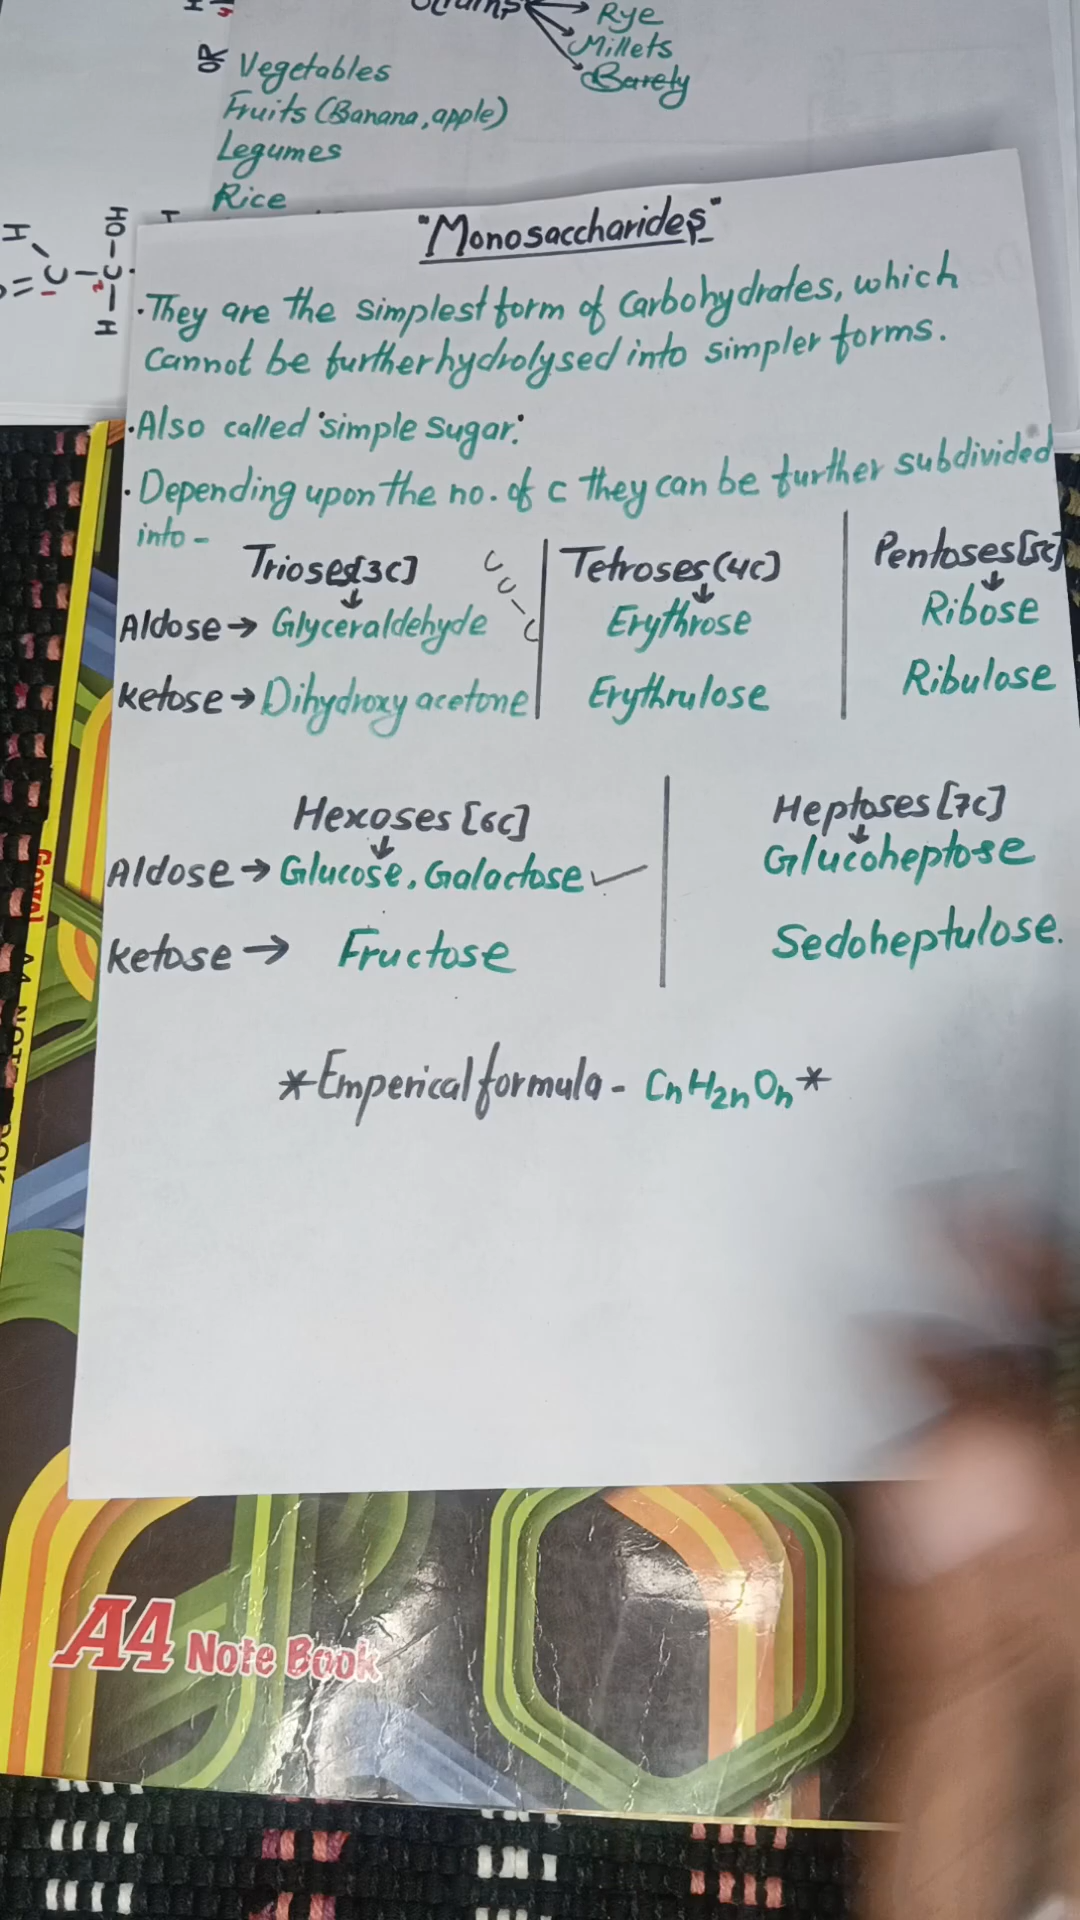 Rye
Millets
Barely
OR Vegetables
Fruits (Banana, apple)
Legumes
Rice
"Monosaccharides"
·They are the simplest form of Carbohydrates, which
cannot be further hydrolysed into simpler forms.
·Also called 'simple sugar.'
·Depending upon the no. of c they can be further subdivided
into -
Trioses[3c] Tetroses(4c) Pentoses[5c]
Aldose → Glyceraldehyde Erythrose Ribose
ketose → Dihydroxy acetone Erythrulose Ribulose
C
C
C
Hexoses [6c] Heptoses [7c]
Aldose → Glucose, Galactose Glucoheptose
ketose → Fructose Sedoheptulose.
*Emperical formula - CnH2nOn*
H
C - C
OH
H
A4 Note Book